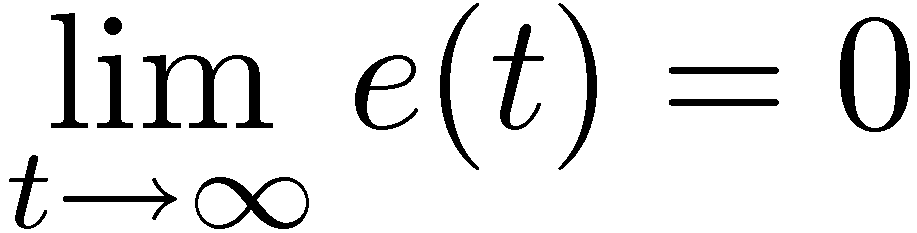 lim e(t) = 0
t→∞